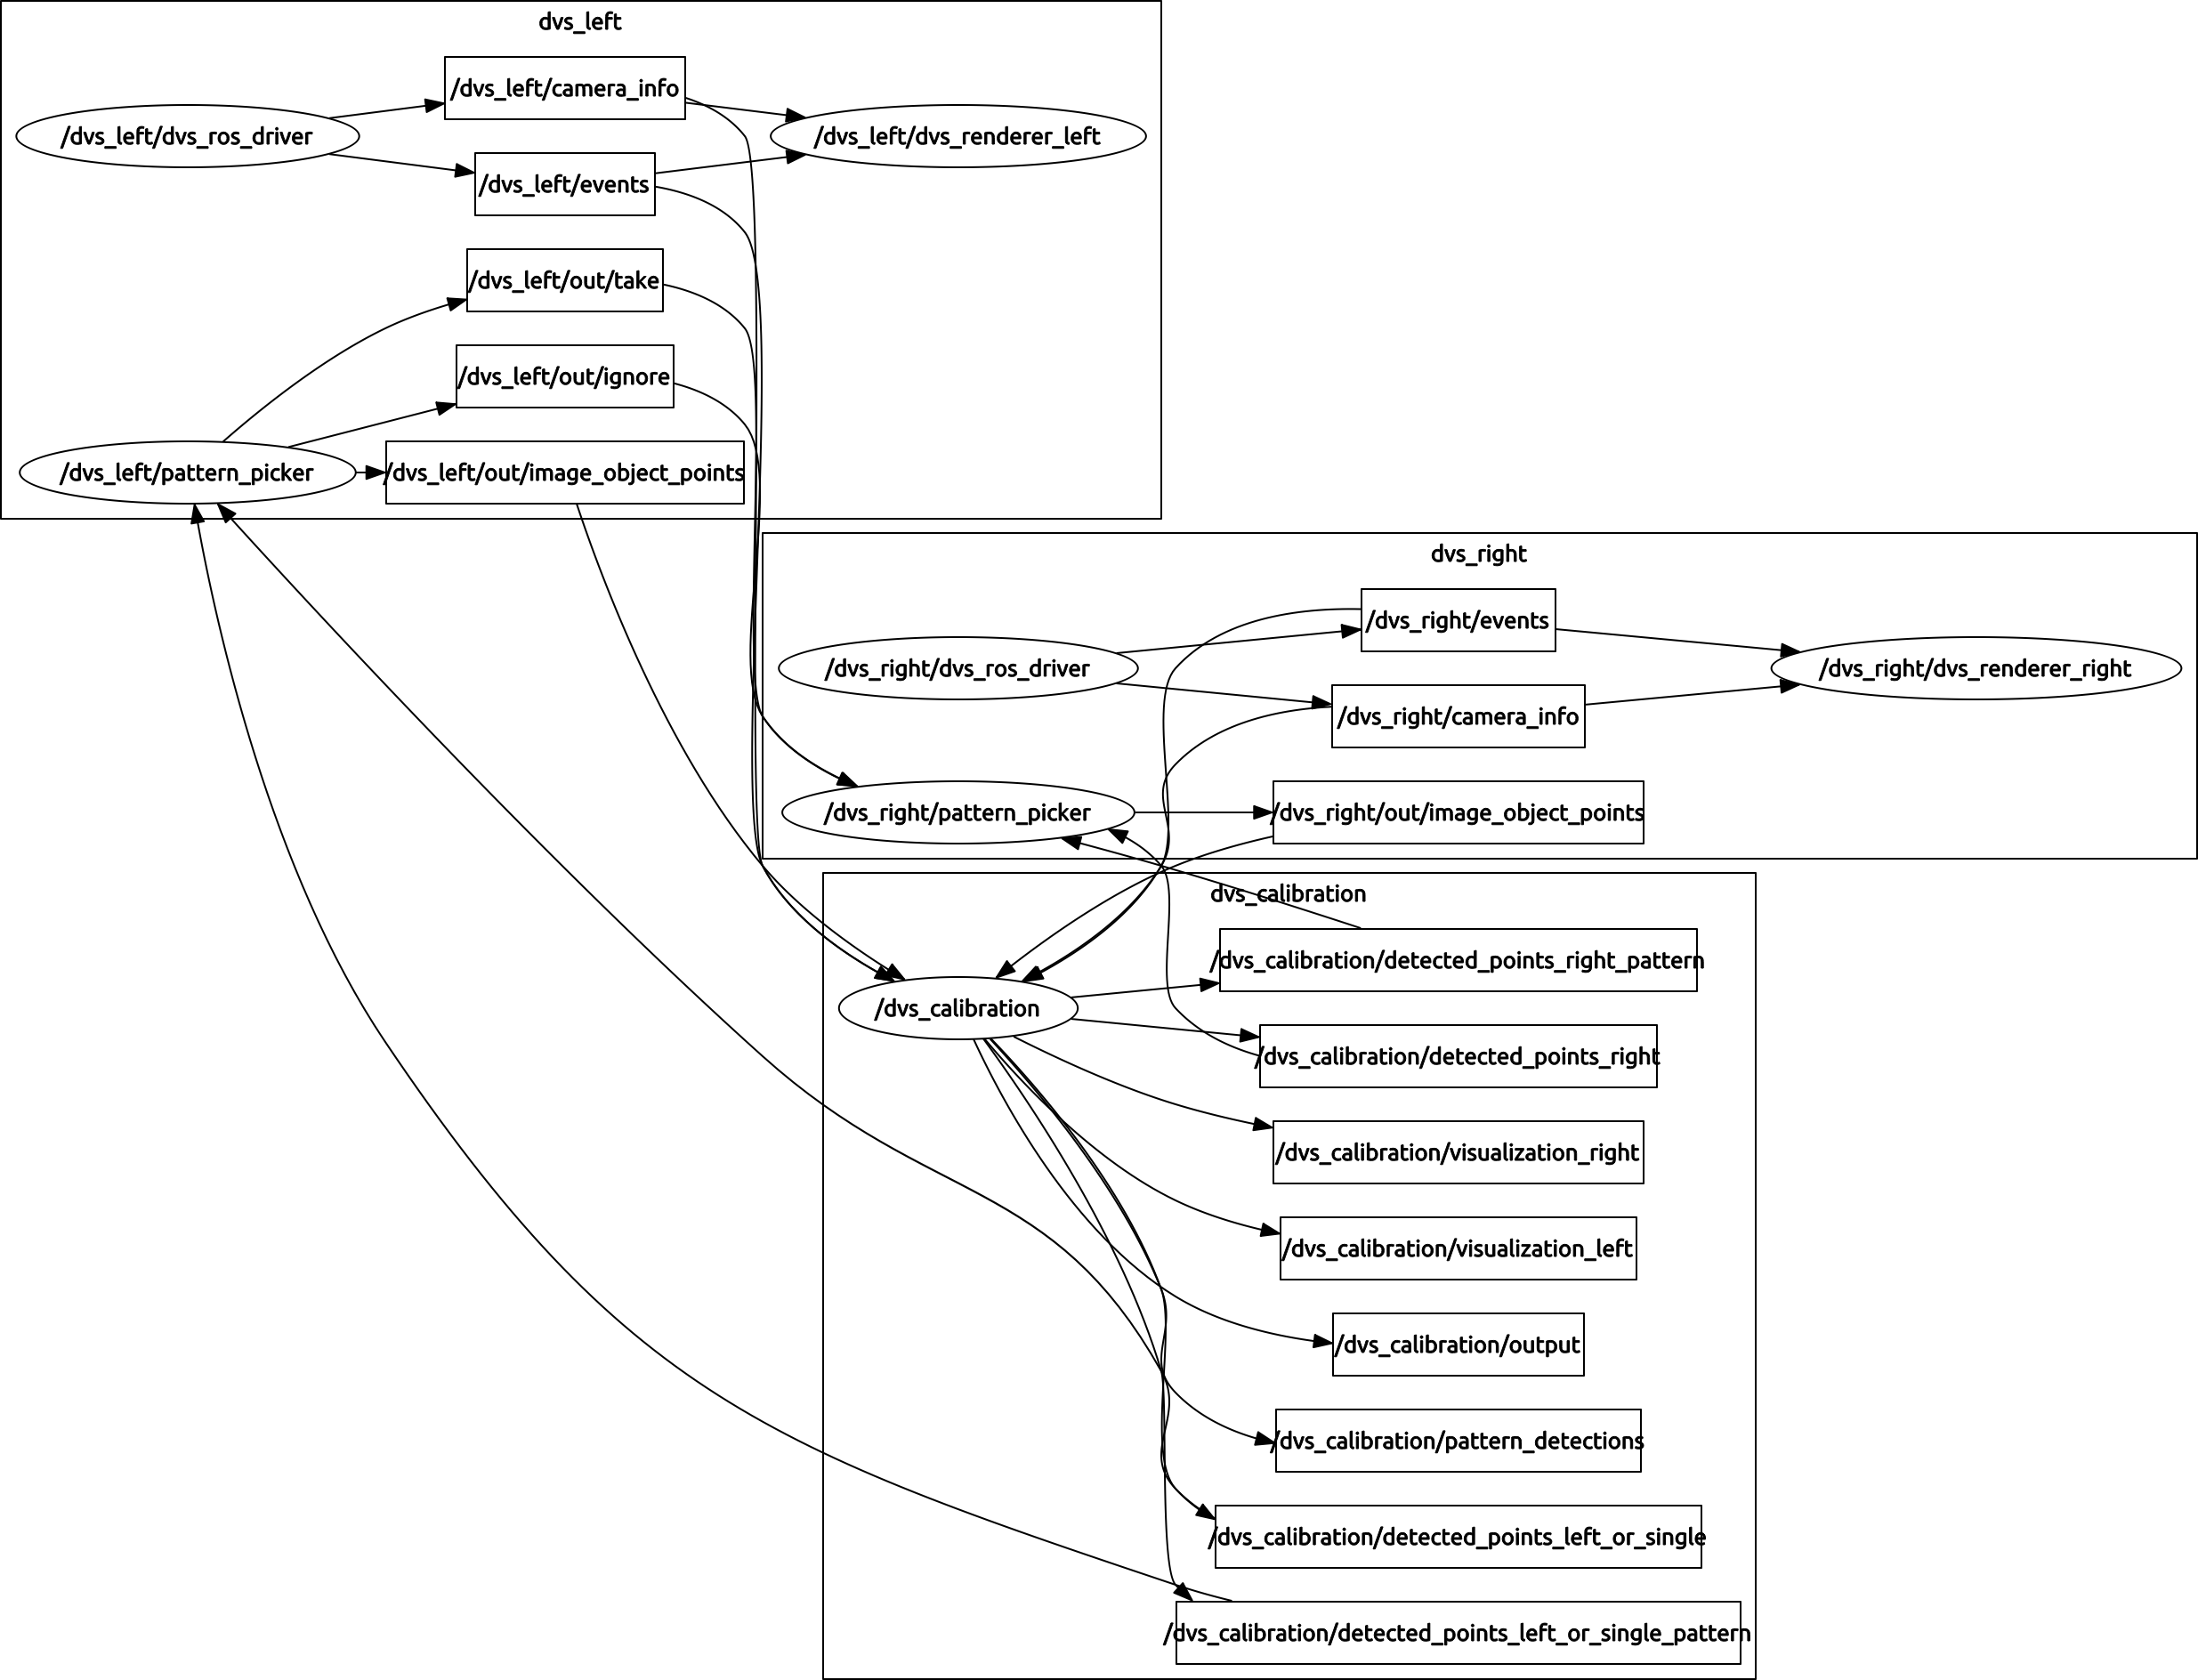 dvs_left
/dvs_left/camera_info
/dvs_left/dvs_ros_driver
/dvs_left/dvs_renderer_left
/dvs_left/events
/dvs_left/out/take
/dvs_left/out/ignore
/dvs_left/pattern_picker
/dvs_left/out/image_object_points
dvs_right
/dvs_right/events
/dvs_right/dvs_ros_driver
/dvs_right/dvs_renderer_right
/dvs_right/camera_info
/dvs_right/pattern_picker
/dvs_right/out/image_object_points
dvs_calibration
/dvs_calibration/detected_points_right_pattern
/dvs_calibration
/dvs_calibration/detected_points_right
/dvs_calibration/visualization_right
/dvs_calibration/visualization_left
/dvs_calibration/output
/dvs_calibration/pattern_detections
/dvs_calibration/detected_points_left_or_single
/dvs_calibration/detected_points_left_or_single_pattern